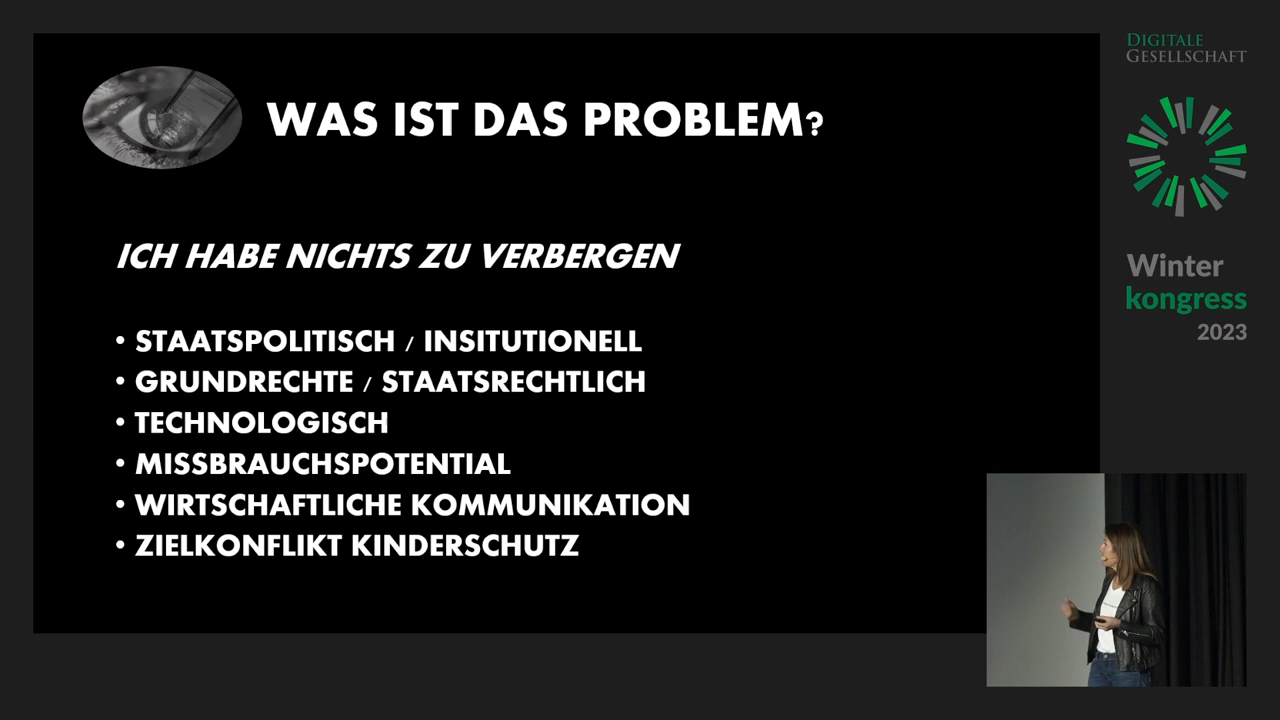 WAS IST DAS PROBLEM?
ICH HABE NICHTS ZU VERBERGEN
• STAATSPOLITISCH / INSITUTIONELL
• GRUNDRECHTE / STAATSRECHTLICH
• TECHNOLOGISCH
• MISSBRAUCHSPOTENTIAL
• WIRTSCHAFTLICHE KOMMUNIKATION
• ZIELKONFLIKT KINDERSCHUTZ
DIGITALE
GESELLSCHAFT
Winter
kongress
2023